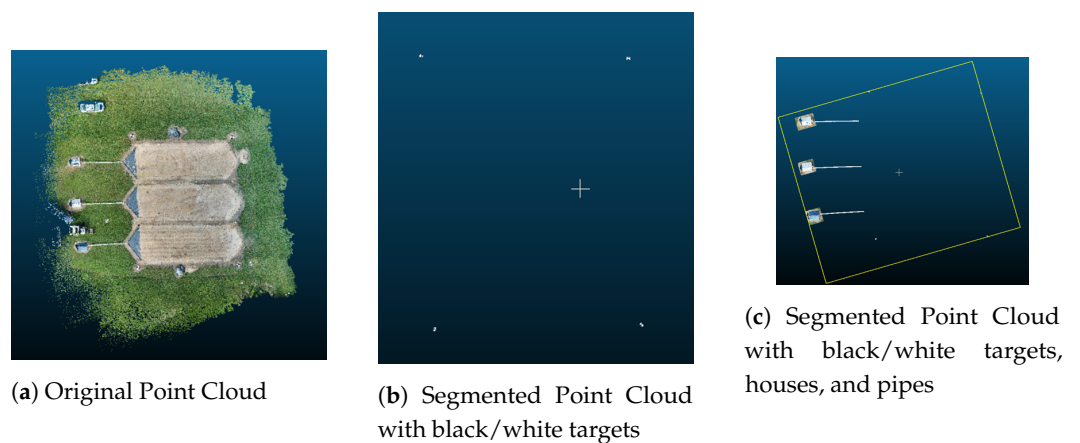 (a) Original Point Cloud
(b) Segmented Point Cloud
with black/white targets
(c) Segmented Point Cloud
with black/white targets,
houses, and pipes